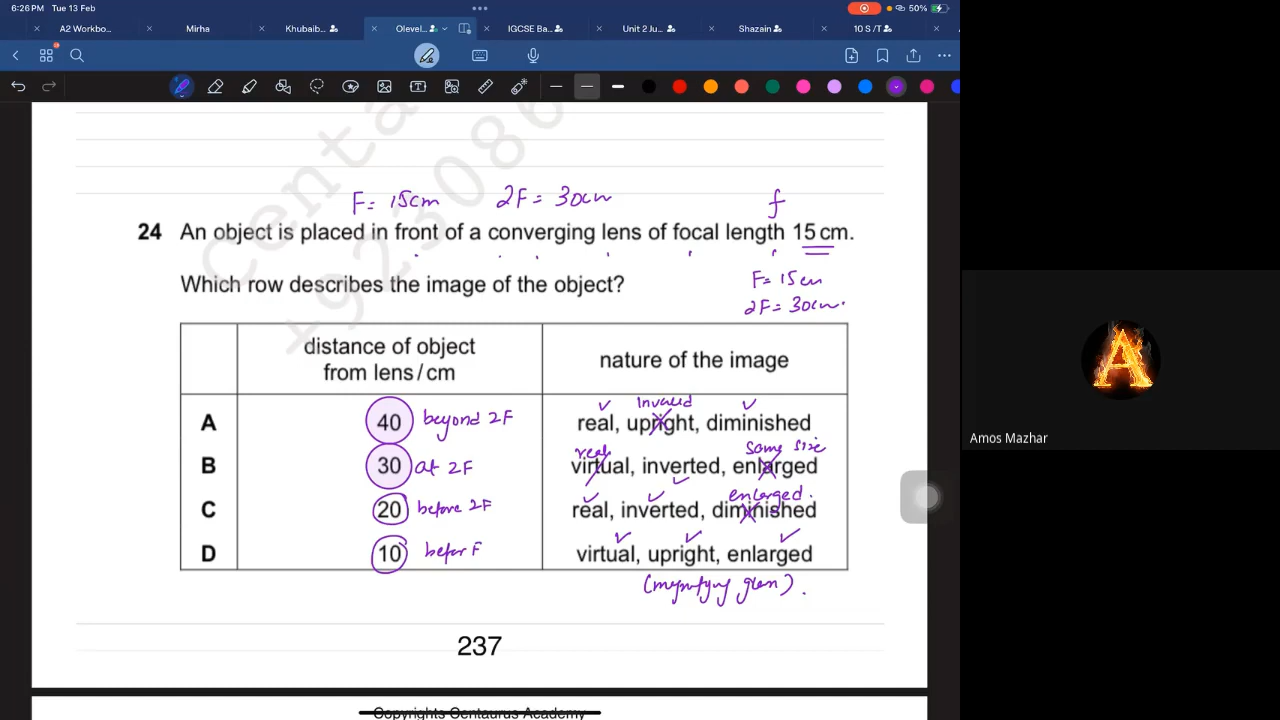 6:26 PM Tue 13 Feb
50%
A2 Workbo...
Mirha
Khubaib...
Olevel...
IGCSE Ba...
Unit 2 Ju...
Shazain
10 S /T
Centa
1923086
F = 15cm 2F = 30cm f
24 An object is placed in front of a converging lens of focal length 15 cm.
Which row describes the image of the object?
F = 15cm
2F = 30cm.
distance of object from lens / cm
nature of the image
inverted
A 40 beyond 2F real, upright, diminished
real same size
B 30 at 2F virtual, inverted, enlarged
enlarged.
C 20 before 2F real, inverted, diminished
D 10 befor F virtual, upright, enlarged
(magnifying glass).
237
Copyrights Centaurus Academy
Amos Mazhar